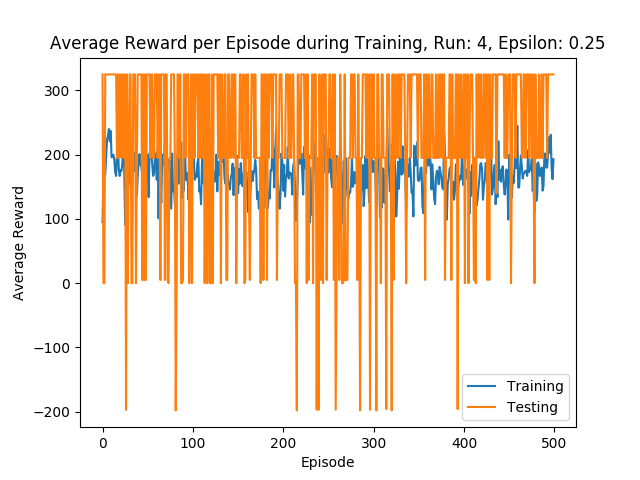 Average Reward per Episode during Training, Run: 4, Epsilon: 0.25
Average Reward
300
200
100
0
−100
−200
0
100
200
300
400
500
Episode
Training
Testing